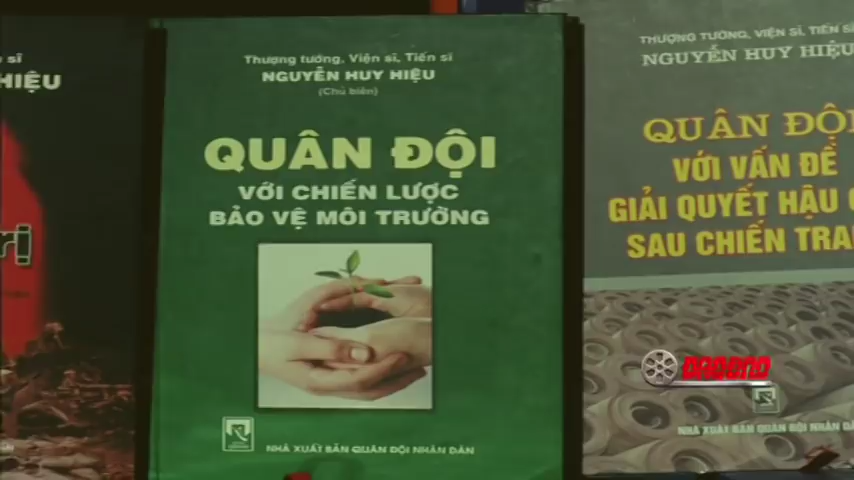 HIỆU
Thượng tướng, Viện sĩ, Tiến sĩ
NGUYỄN HUY HIỆU
(Chủ biên)
QUÂN ĐỘI
VỚI CHIẾN LƯỢC
BẢO VỆ MÔI TRƯỜNG
NHÀ XUẤT BẢN QUÂN ĐỘI NHÂN DÂN
THƯỢNG TƯỚNG, VIỆN SĨ, TIẾN SĨ
NGUYỄN HUY HIỆU
QUÂN ĐỘI
VỚI VẤN ĐỀ
GIẢI QUYẾT HẬU
SAU CHIẾN
NHÀ XUẤT BẢN QUÂN ĐỘI NHÂN